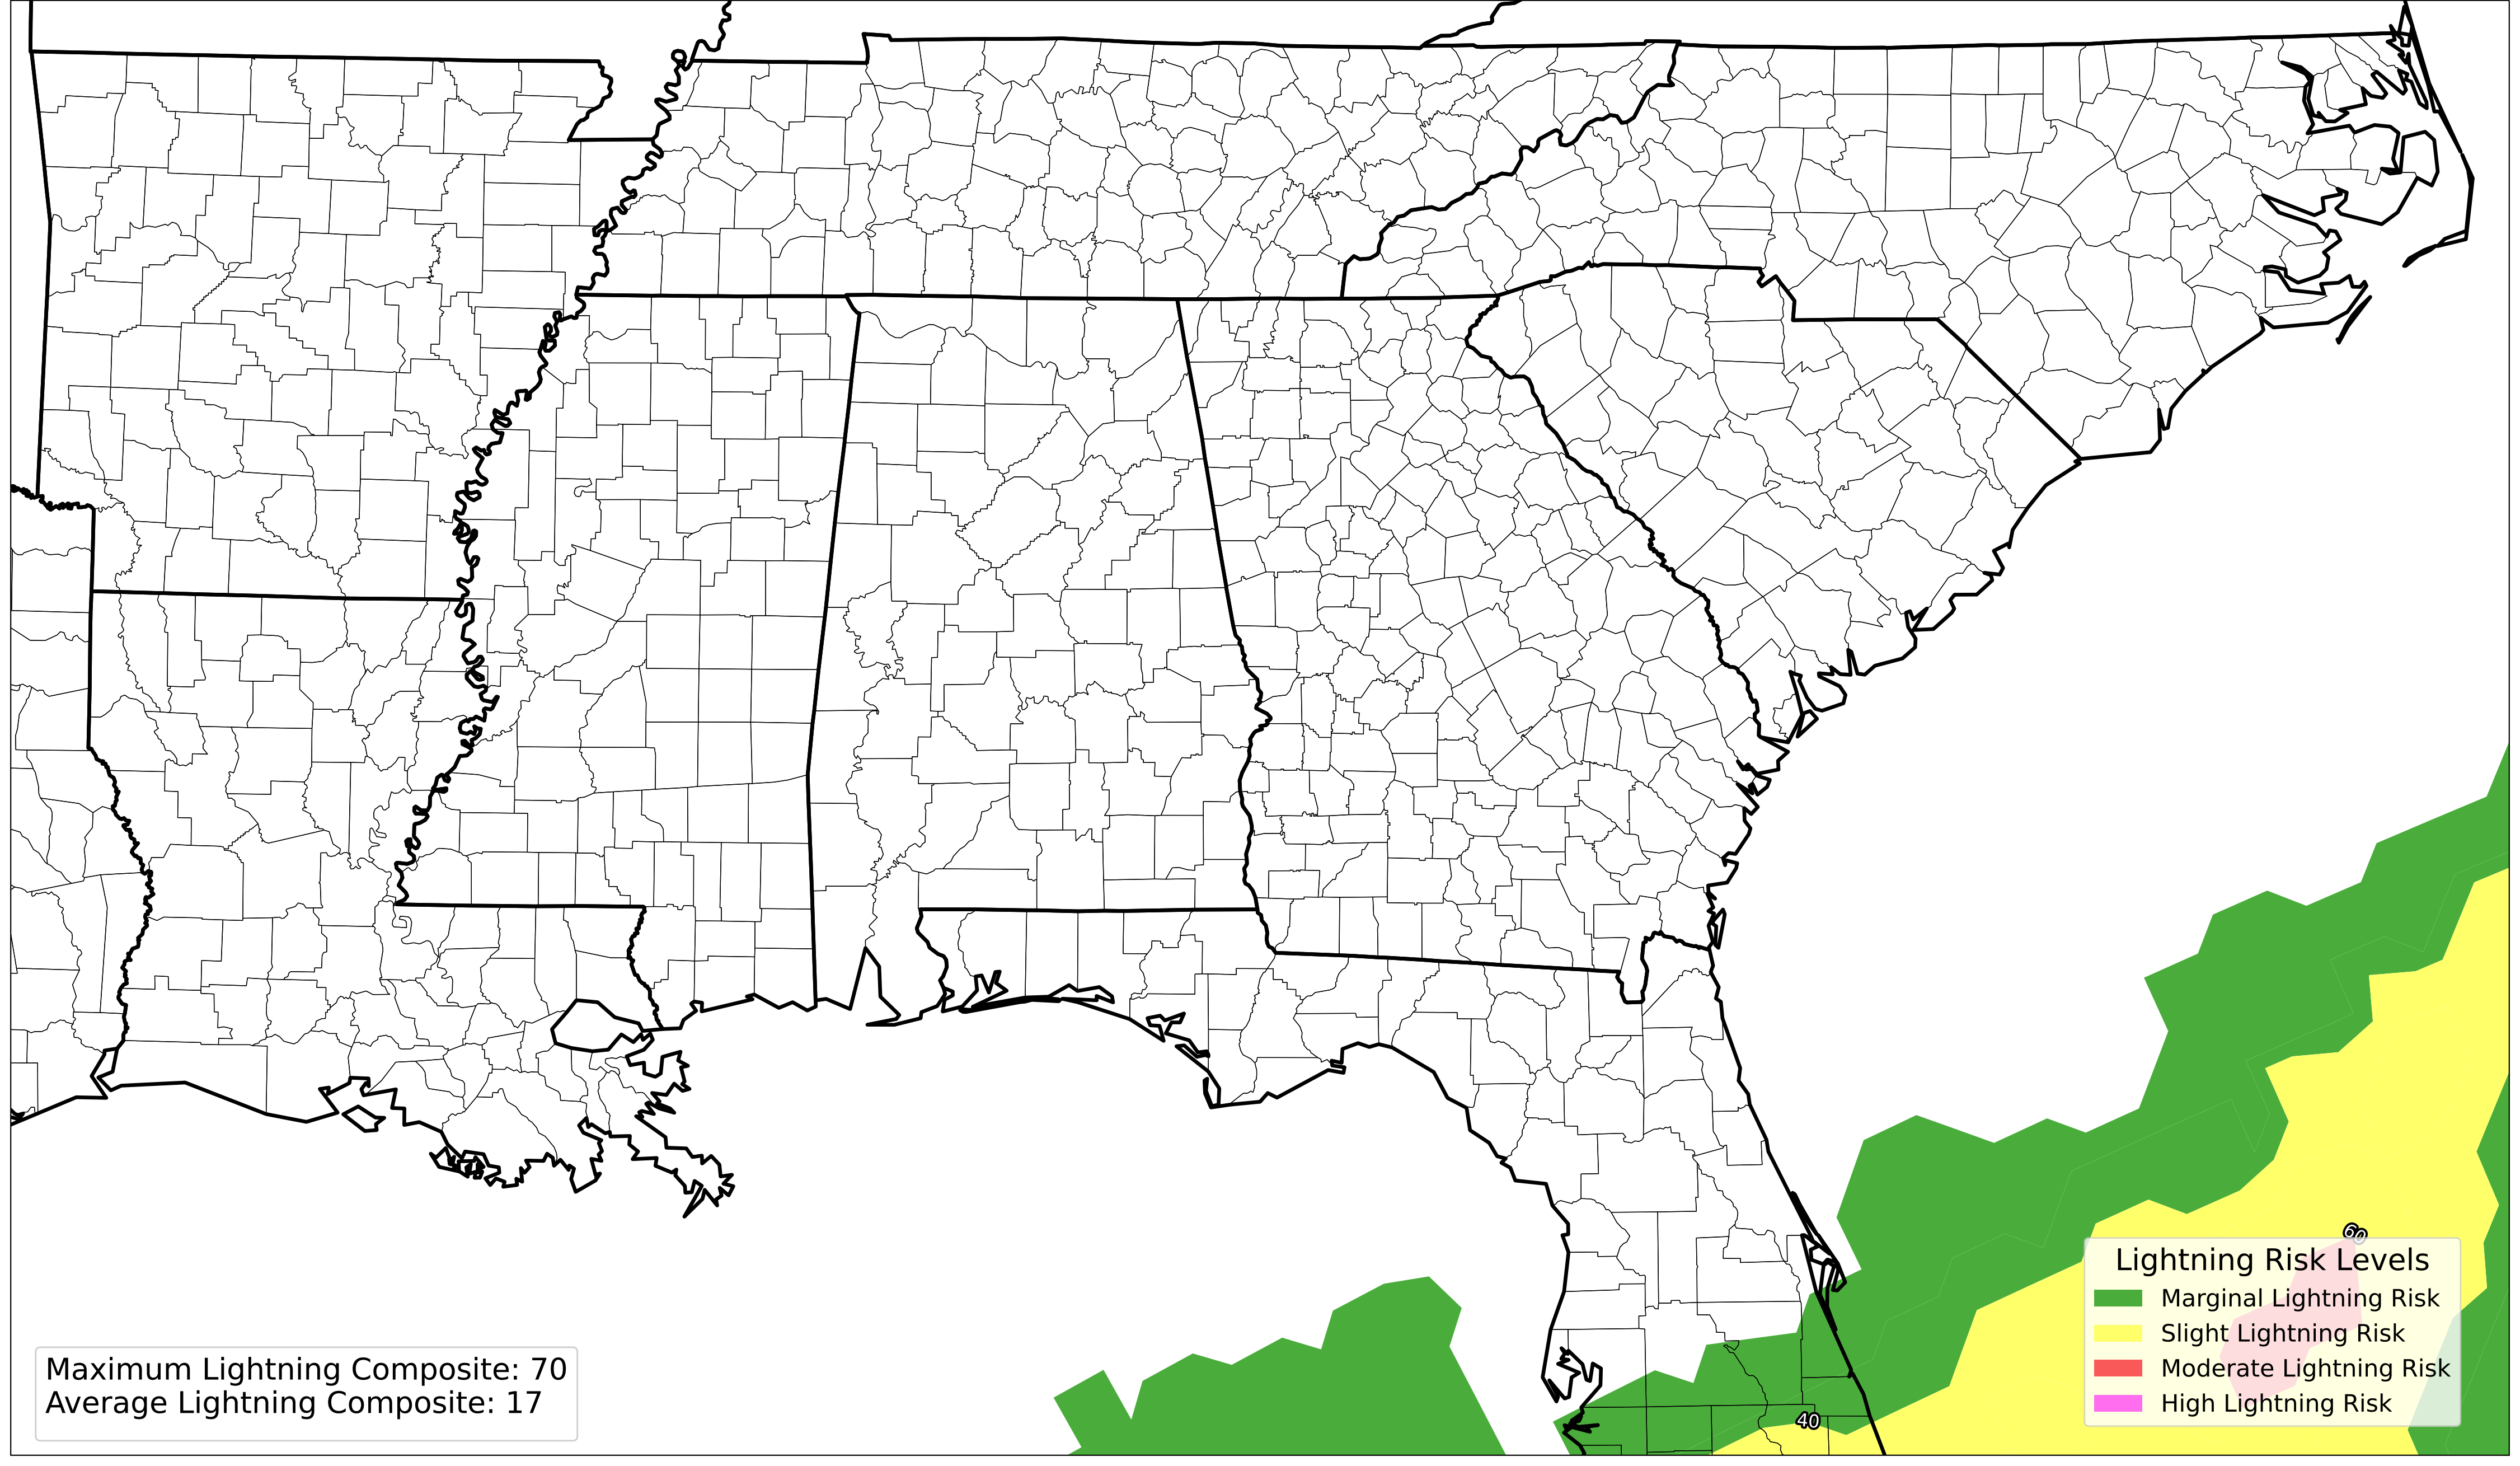 60
Lightning Risk Levels
Marginal Lightning Risk
Slight Lightning Risk
Moderate Lightning Risk
High Lightning Risk
Maximum Lightning Composite: 70
Average Lightning Composite: 17
40